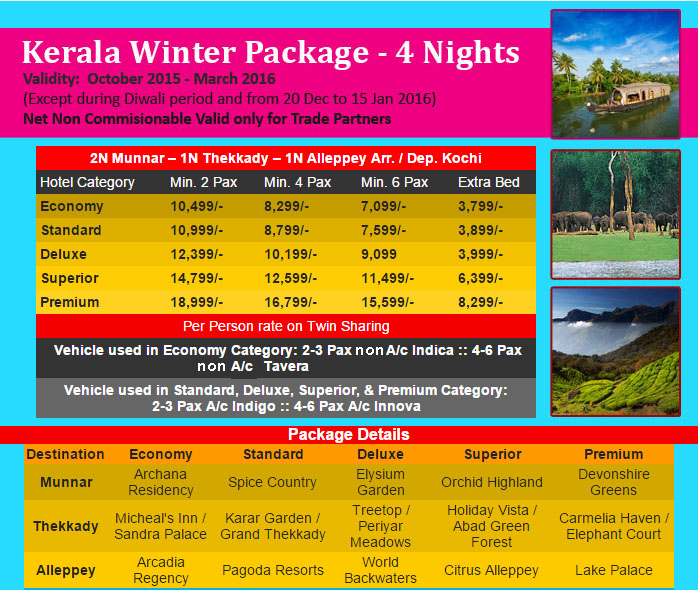 Kerala Winter Package - 4 Nights
Validity: October 2015 - March 2016
(Except during Diwali period and from 20 Dec to 15 Jan 2016)
Net Non Commisionable Valid only for Trade Partners
2N Munnar – 1N Thekkady – 1N Alleppey Arr. / Dep. Kochi
Hotel Category Min. 2 Pax Min. 4 Pax Min. 6 Pax Extra Bed
Economy 10,499/- 8,299/- 7,099/- 3,799/-
Standard 10,999/- 8,799/- 7,599/- 3,899/-
Deluxe 12,399/- 10,199/- 9,099 3,999/-
Superior 14,799/- 12,599/- 11,499/- 6,399/-
Premium 18,999/- 16,799/- 15,599/- 8,299/-
Per Person rate on Twin Sharing
Vehicle used in Economy Category: 2-3 Pax non A/c Indica :: 4-6 Pax
non A/c Tavera
Vehicle used in Standard, Deluxe, Superior, & Premium Category:
2-3 Pax A/c Indigo :: 4-6 Pax A/c Innova
Package Details
Destination Economy Standard Deluxe Superior Premium
Munnar Archana Residency Spice Country Elysium Garden Orchid Highland Devonshire Greens
Thekkady Micheal's Inn / Sandra Palace Karar Garden / Grand Thekkady Treetop / Periyar Meadows Holiday Vista / Abad Green Forest Carmelia Haven / Elephant Court
Alleppey Arcadia Regency Pagoda Resorts World Backwaters Citrus Alleppey Lake Palace